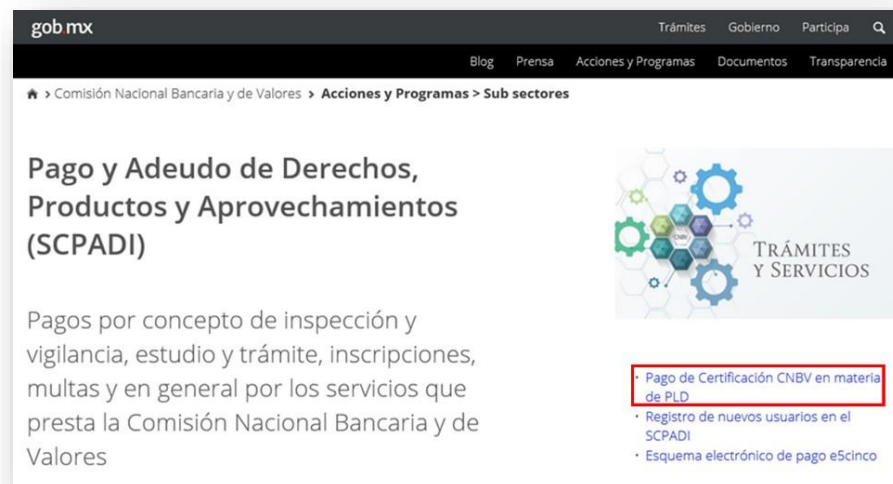 gob.mx
Trámites Gobierno Participa
Blog Prensa Acciones y Programas Documentos Transparencia
> Comisión Nacional Bancaria y de Valores > Acciones y Programas > Sub sectores
Pago y Adeudo de Derechos,
Productos y Aprovechamientos
(SCPADI)
Pagos por concepto de inspección y
vigilancia, estudio y trámite, inscripciones,
multas y en general por los servicios que
presta la Comisión Nacional Bancaria y de
Valores
CNBV
TRÁMITES
Y SERVICIOS
· Pago de Certificación CNBV en materia
de PLD
· Registro de nuevos usuarios en el
SCPADI
· Esquema electrónico de pago e5cinco